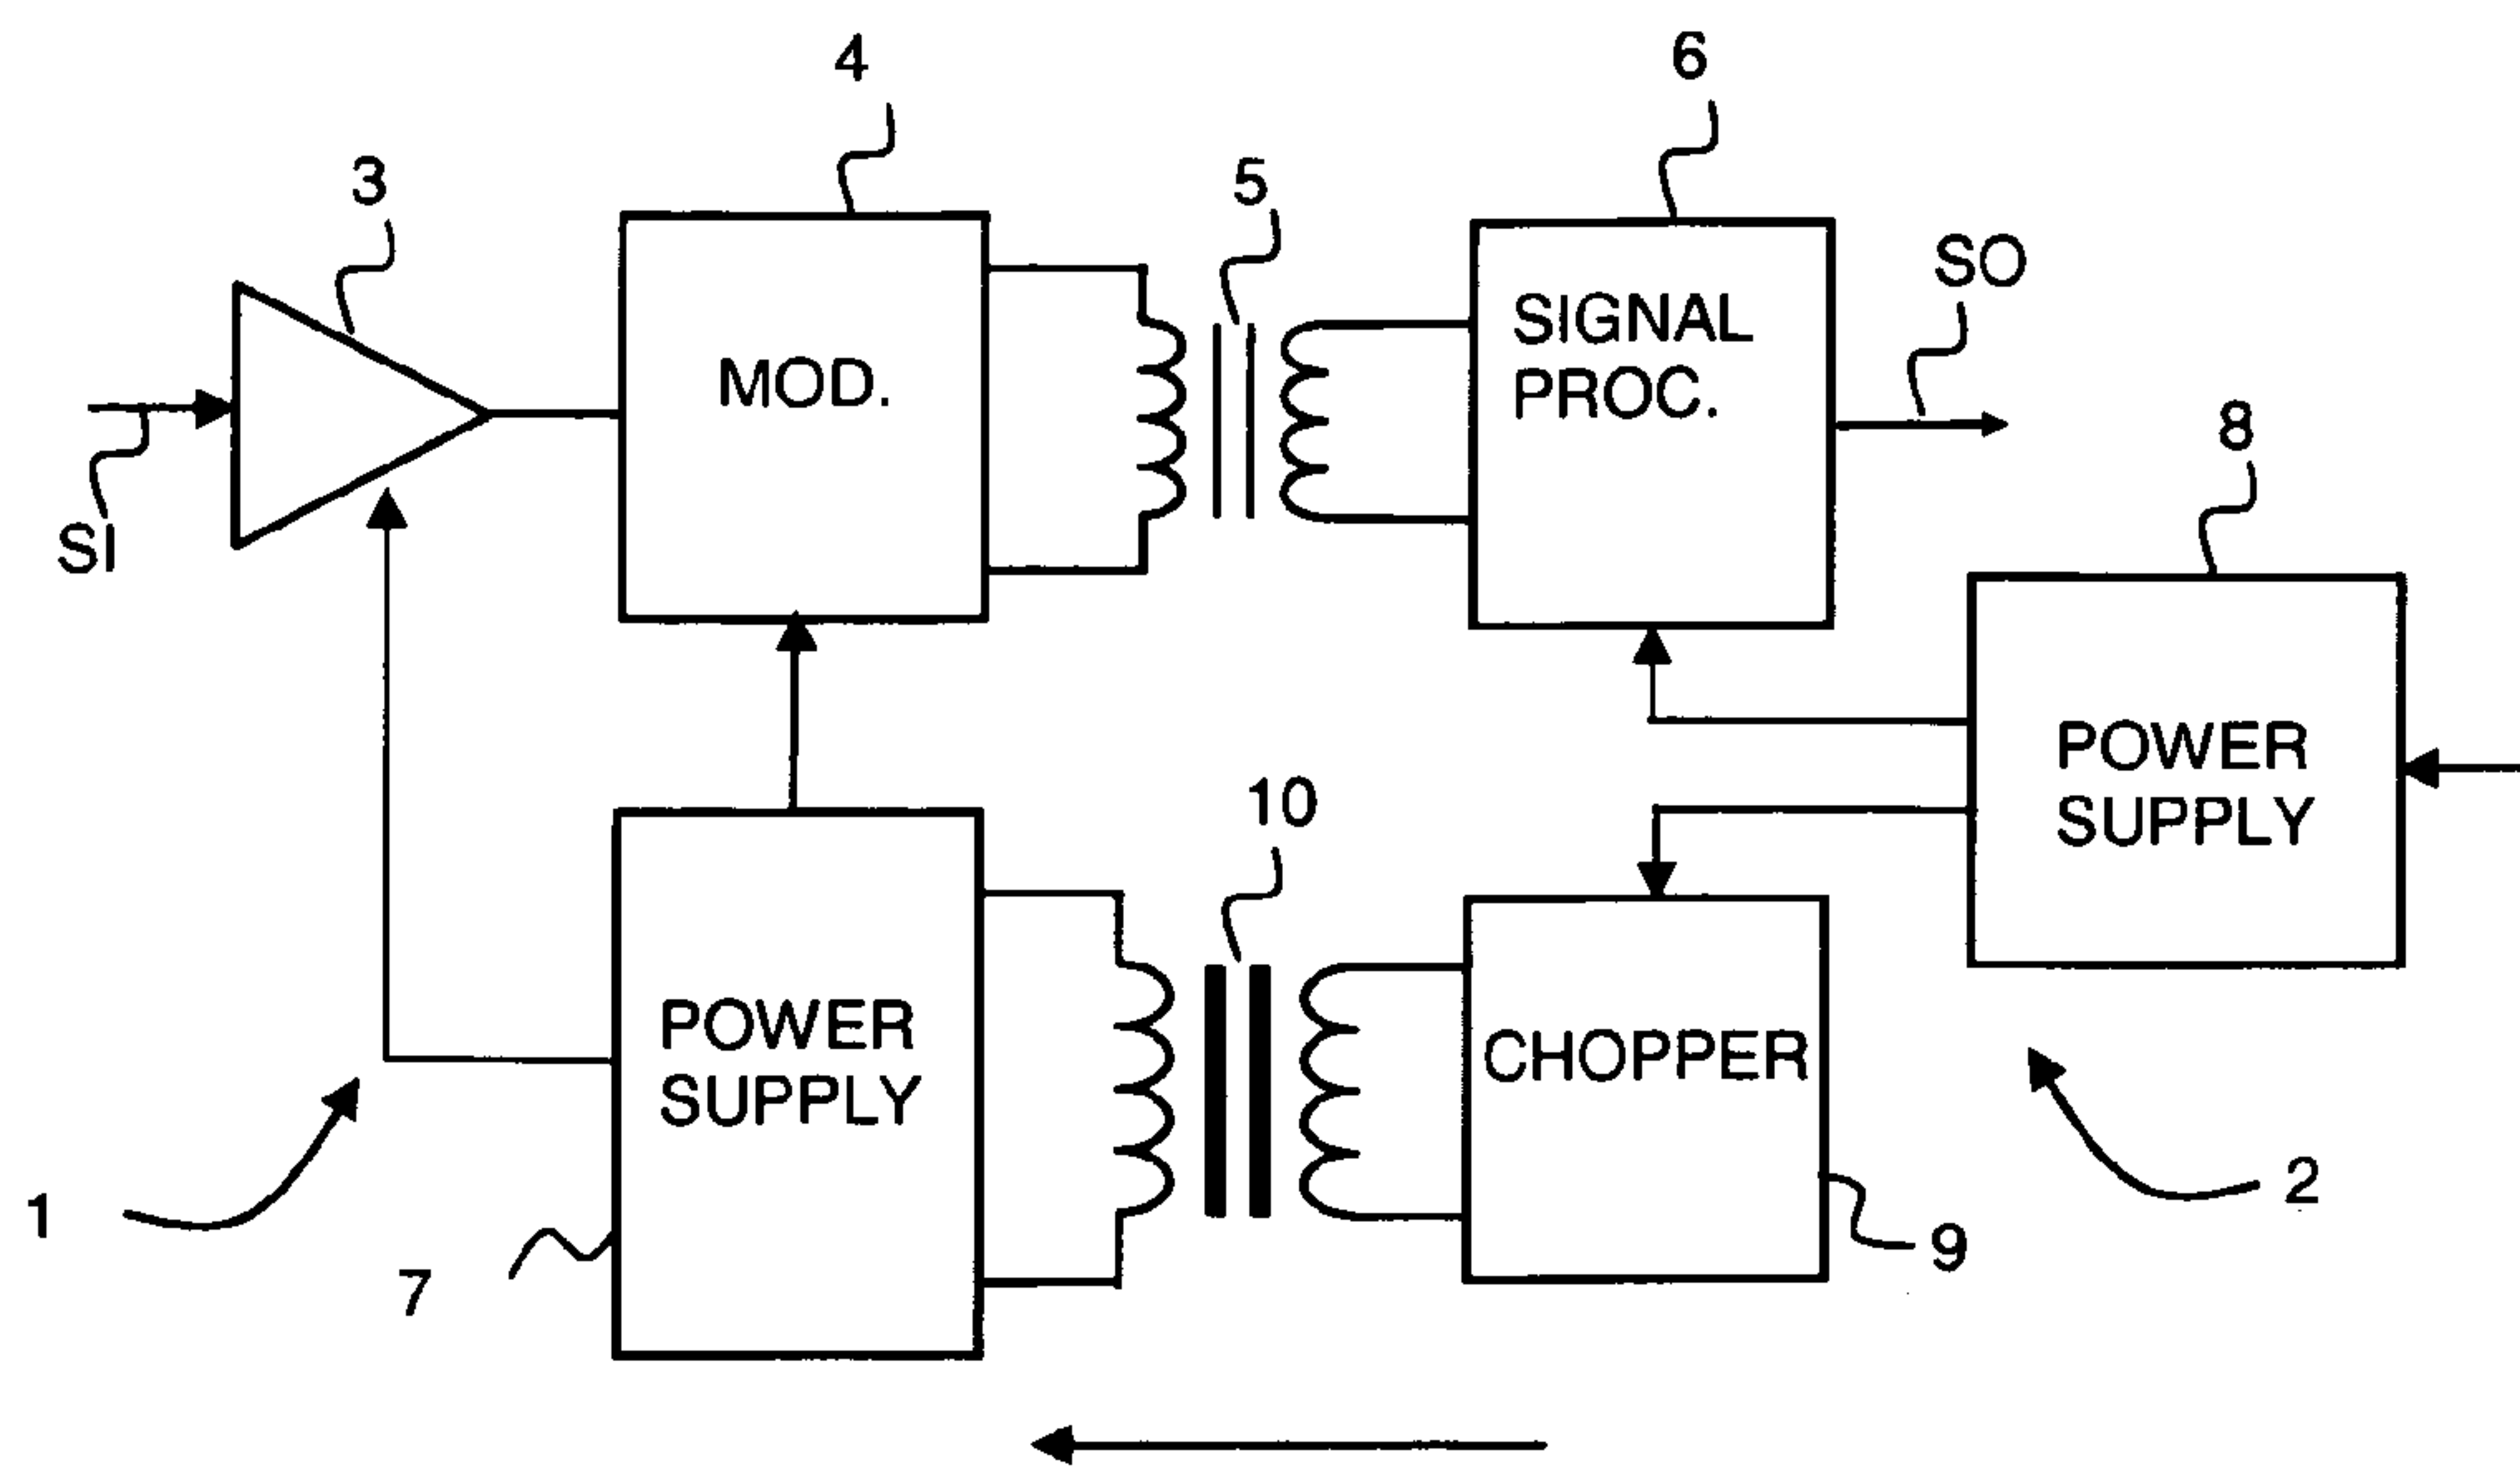 4
6
3
5
SO
SIGNAL
PROC.
MOD.
8
SI
POWER
SUPPLY
10
POWER
SUPPLY
CHOPPER
1
2
7
9